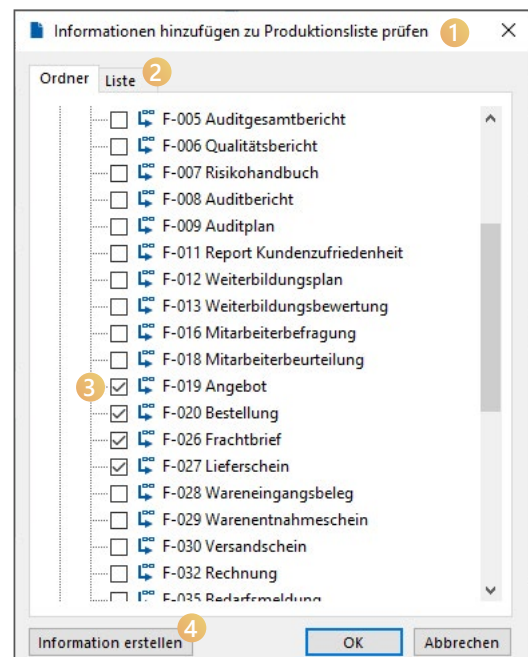 Informationen hinzufügen zu Produktionsliste prüfen 1
Ordner Liste 2
F-005 Auditgesamtbericht
F-006 Qualitätsbericht
F-007 Risikohandbuch
F-008 Auditbericht
F-009 Auditplan
F-011 Report Kundenzufriedenheit
F-012 Weiterbildungsplan
F-013 Weiterbildungsbewertung
F-016 Mitarbeiterbefragung
F-018 Mitarbeiterbeurteilung
3 F-019 Angebot
F-020 Bestellung
F-026 Frachtbrief
F-027 Lieferschein
F-028 Wareneingangsbeleg
F-029 Warenentnahmeschein
F-030 Versandschein
F-032 Rechnung
F-035 Bedarfsmeldung
Information erstellen 4 OK Abbrechen